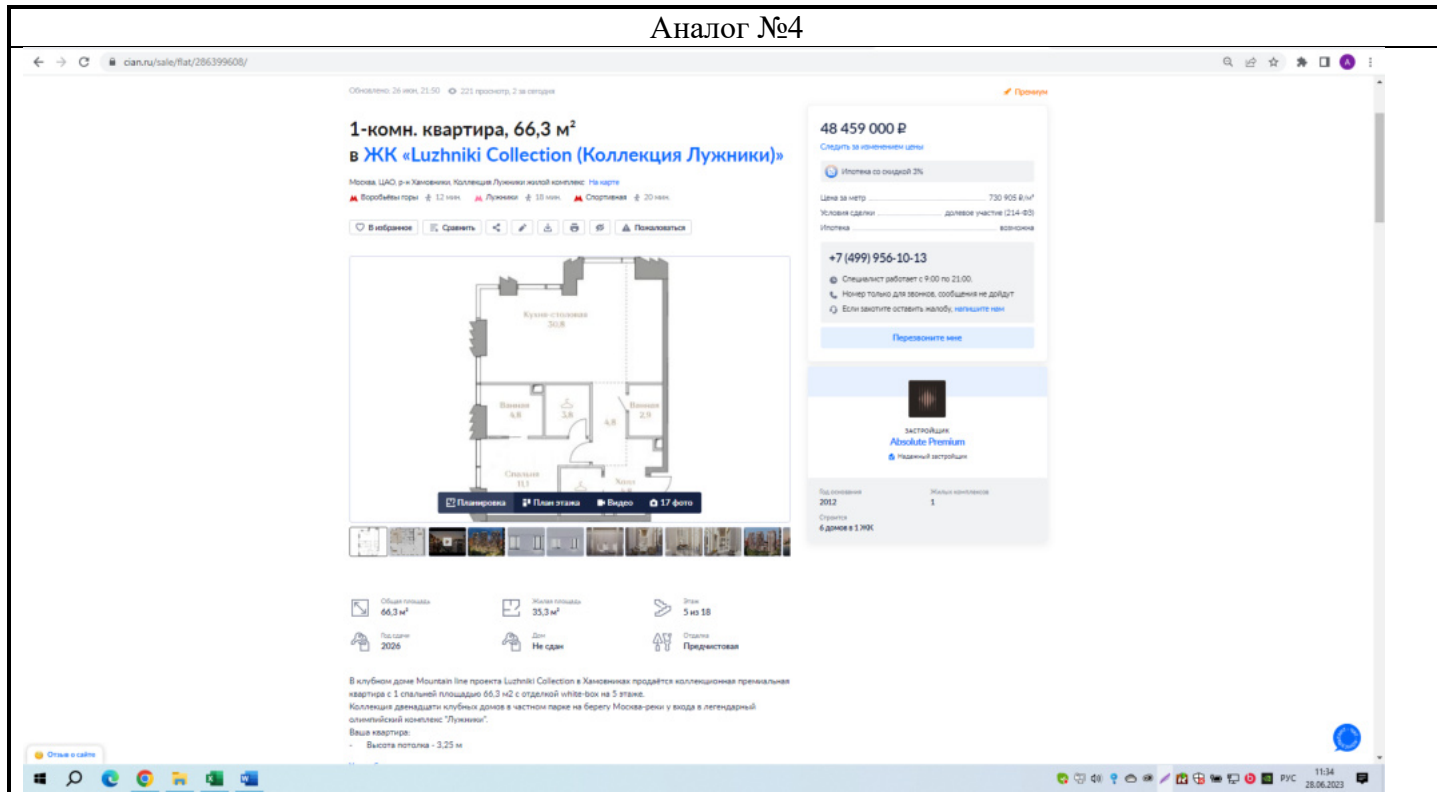 Аналог №4
cian.ru/sale/flat/286399608/
Обновлено: 26 июн, 21:50 221 просмотр, 2 за сегодня
Премиум
1-комн. квартира, 66,3 м²
в ЖК «Luzhniki Collection (Коллекция Лужники)»
Москва, ЦАО, р-н Хамовники, Коллекция Лужники жилой комплекс На карте
Воробьёвы горы 12 мин. Лужники 18 мин. Спортивная 20 мин.
В избранное Сравнить Пожаловаться
48 459 000 ₽
Следить за изменением цены
Ипотека со скидкой 3%
Цена за метр 730 905 ₽/м²
Условия сделки долевое участие (214-ФЗ)
Ипотека возможна
+7 (499) 956-10-13
Специалист работает с 9:00 по 21:00.
Номер только для звонков, сообщения не дойдут
Если захотите оставить жалобу, напишите нам
Перезвоните мне
ЗАСТРОЙЩИК
Absolute Premium
Надежный застройщик
Год основания Жилых комплексов
2012 1
Строится
6 домов в 1 ЖК
Кухня-столовая
30,8
Ванная
4,8
3,8
4,8
Ванная
2,9
Спальня
11,1
Холл
Планировка План этажа Видео 17 фото
Общая площадь Жилая площадь Этаж
66,3 м² 35,3 м² 5 из 18
Год сдачи Дом Отделка
2026 Не сдан Предчистовая
В клубном доме Mountain line проекта Luzhniki Collection в Хамовниках продаётся коллекционная премиальная
квартира с 1 спальней площадью 66.3 м2 с отделкой white-box на 5 этаже.
Коллекция двенадцати клубных домов в частном парке на берегу Москва-реки у входа в легендарный
олимпийский комплекс "Лужники".
Ваша квартира:
- Высота потолка - 3,25 м
Отзыв о сайте
РУС
11:34
28.06.2023